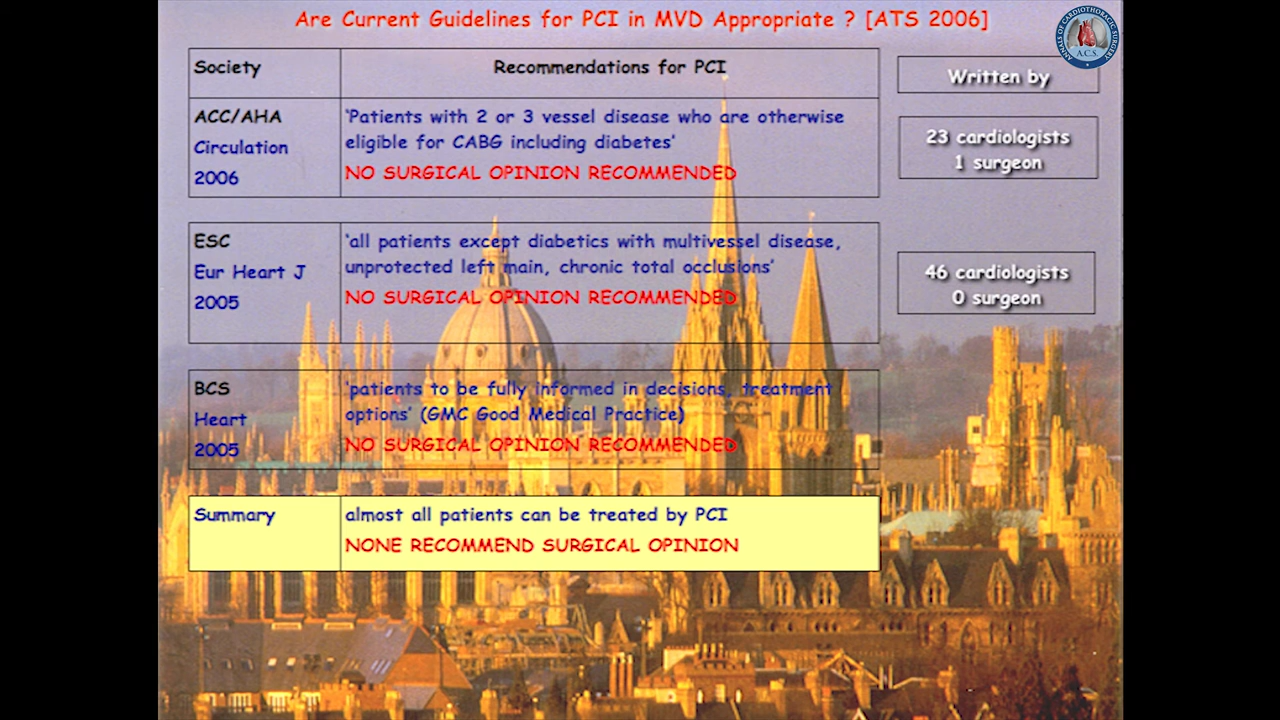 Are Current Guidelines for PCI in MVD Appropriate ? [ATS 2006]
ANNALS OF CARDIOTHORACIC SURGERY
A.C.S
Society
Recommendations for PCI
Written by
ACC/AHA
Circulation
2006
‘Patients with 2 or 3 vessel disease who are otherwise
eligible for CABG including diabetes’
NO SURGICAL OPINION RECOMMENDED
23 cardiologists
1 surgeon
ESC
Eur Heart J
2005
‘all patients except diabetics with multivessel disease,
unprotected left main, chronic total occlusions’
NO SURGICAL OPINION RECOMMENDED
46 cardiologists
0 surgeon
BCS
Heart
2005
‘patients to be fully informed in decisions, treatment
options’ (GMC Good Medical Practice)
NO SURGICAL OPINION RECOMMENDED
Summary
almost all patients can be treated by PCI
NONE RECOMMEND SURGICAL OPINION